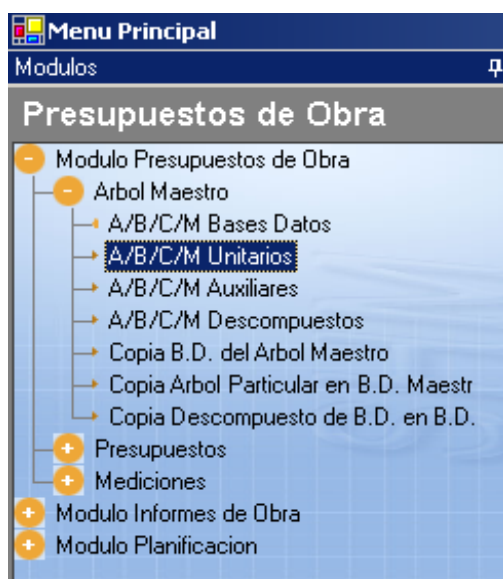 Menu Principal
Modulos
Presupuestos de Obra
Modulo Presupuestos de Obra
Arbol Maestro
A/B/C/M Bases Datos
A/B/C/M Unitarios
A/B/C/M Auxiliares
A/B/C/M Descompuestos
Copia B.D. del Arbol Maestro
Copia Arbol Particular en B.D. Maestr
Copia Descompuesto de B.D. en B.D.
Presupuestos
Mediciones
Modulo Informes de Obra
Modulo Planificacion